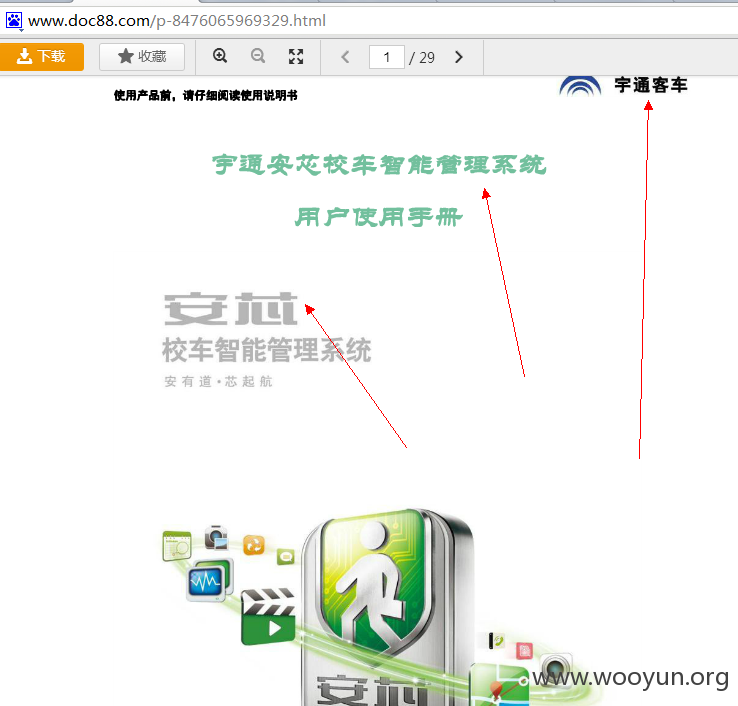 www.doc88.com/p-8476065969329.html
下载
收藏
1 / 29
使用产品前，请仔细阅读使用说明书
宇通客车
宇通安芯校车智能管理系统
用户使用手册
安芯
校车智能管理系统
安有道·芯起航
安芯
www.wooyun.org